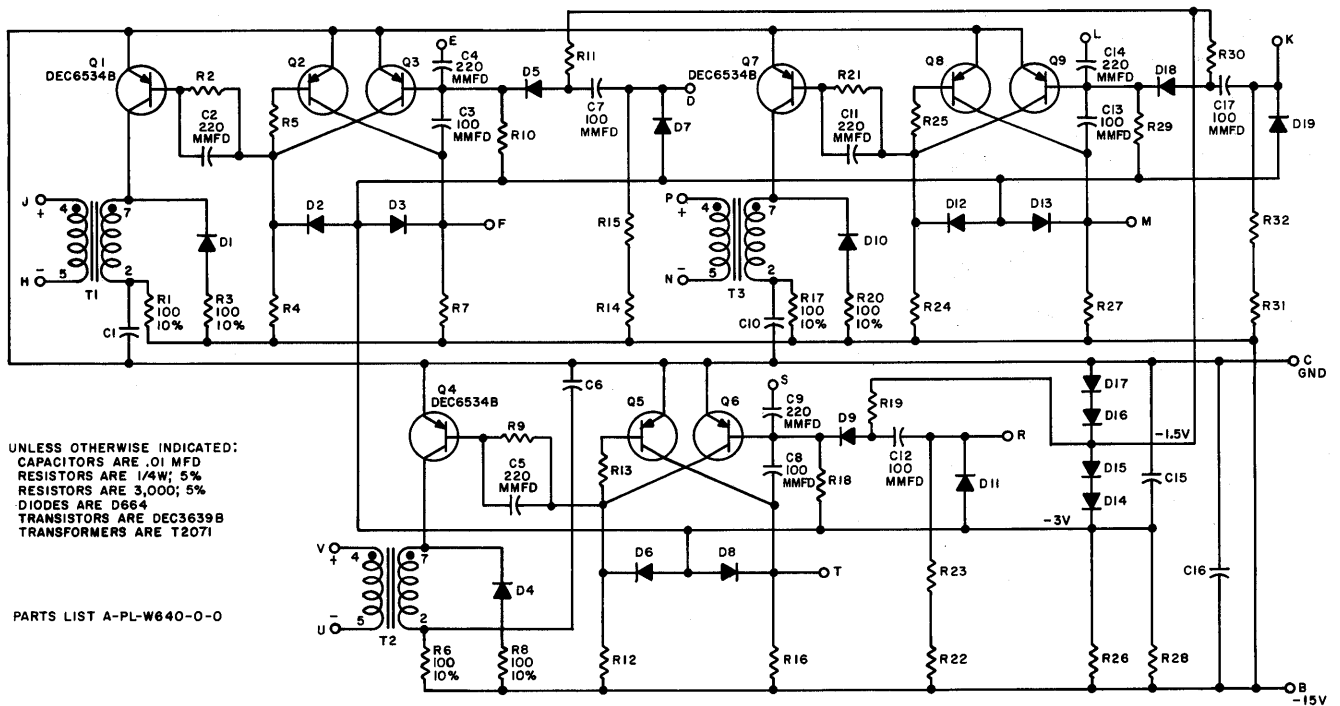 Q1
DEC6534B
R2
C2
220
MMFD
Q2
Q3
R5
E
C4
220
MMFD
C3
100
MMFD
R10
D5
R11
C7
100
MMFD
D
D7
Q7
DEC6534B
R21
C11
220
MMFD
Q8
Q9
R25
L
C14
220
MMFD
C13
100
MMFD
R29
D18
R30
C17
100
MMFD
K
D19
J
+
4
7
H
-
5
2
T1
D1
C1
R1
100
10%
R3
100
10%
D2
D3
F
R4
R7
R15
R14
P
+
4
7
N
-
5
2
T3
D10
C10
R17
100
10%
R20
100
10%
D12
D13
M
R24
R27
R32
R31
C
GND
Q4
DEC6534B
R9
C5
220
MMFD
C6
Q5
Q6
R13
S
C9
220
MMFD
C8
100
MMFD
R18
D9
R19
C12
100
MMFD
R
D11
D17
D16
-1.5V
D15
D14
-3V
C15
C16
UNLESS OTHERWISE INDICATED:
CAPACITORS ARE .01 MFD
RESISTORS ARE 1/4W; 5%
RESISTORS ARE 3,000; 5%
DIODES ARE D664
TRANSISTORS ARE DEC3639B
TRANSFORMERS ARE T2071
V
+
4
7
U
-
5
2
T2
D4
R6
100
10%
R8
100
10%
D6
D8
T
R12
R16
R23
R22
R26
R28
B
-15V
PARTS LIST A-PL-W640-0-0